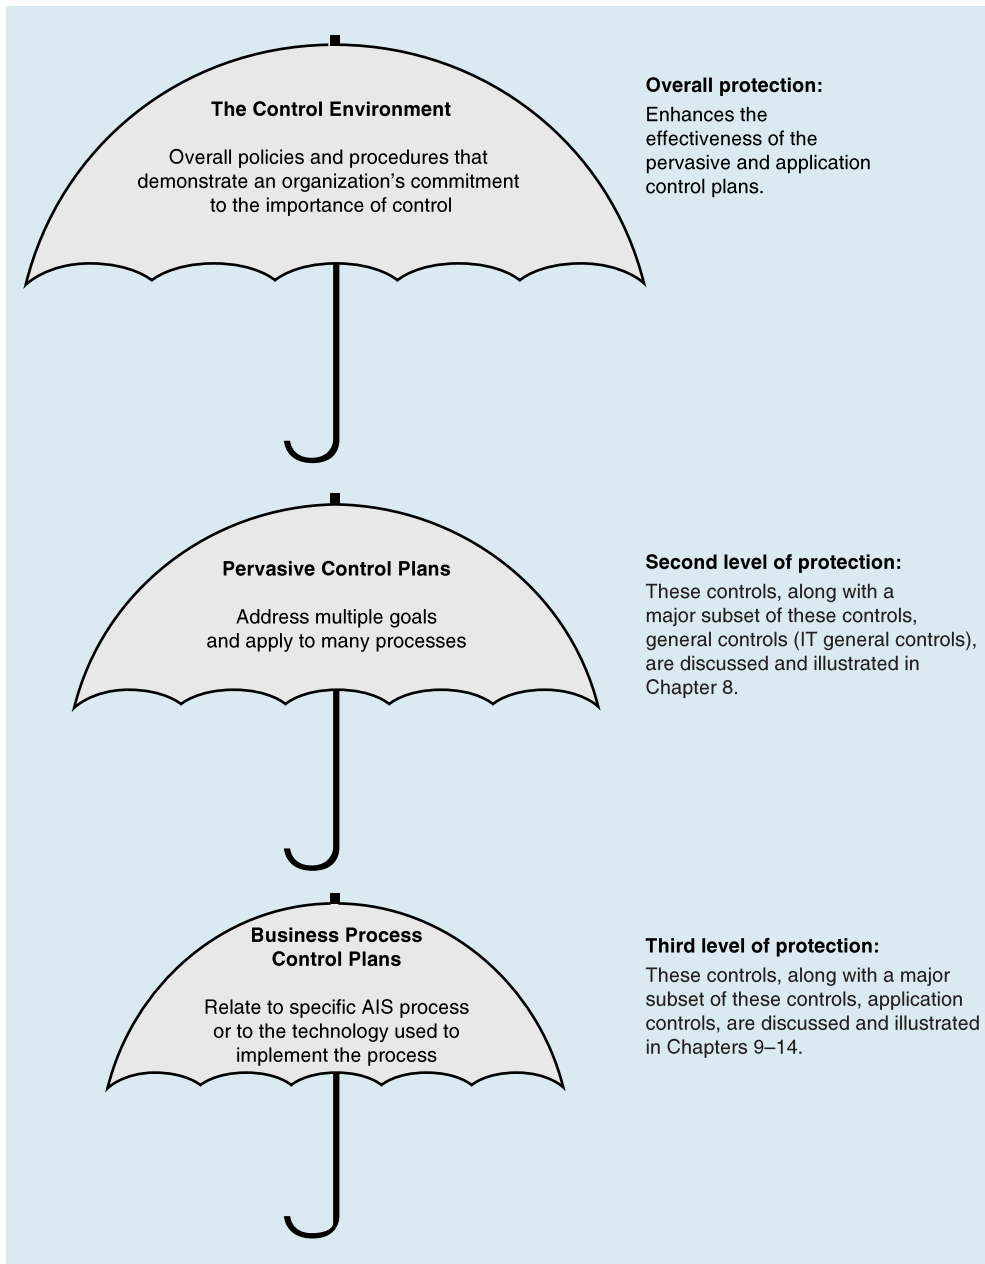 The Control Environment
Overall policies and procedures that
demonstrate an organization's commitment
to the importance of control
Overall protection:
Enhances the
effectiveness of the
pervasive and application
control plans.
Pervasive Control Plans
Address multiple goals
and apply to many processes
Second level of protection:
These controls, along with a
major subset of these controls,
general controls (IT general controls),
are discussed and illustrated in
Chapter 8.
Business Process
Control Plans
Relate to specific AIS process
or to the technology used to
implement the process
Third level of protection:
These controls, along with a major
subset of these controls, application
controls, are discussed and illustrated
in Chapters 9–14.